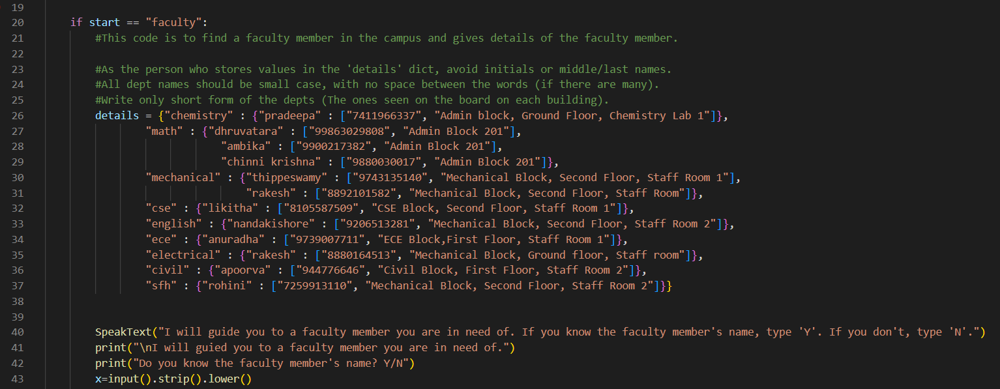 19
20 if start == "faculty":
21 #This code is to find a faculty member in the campus and gives details of the faculty member.
22
23 #As the person who stores values in the 'details' dict, avoid initials or middle/last names.
24 #All dept names should be small case, with no space between the words (if there are many).
25 #Write only short form of the depts (The ones seen on the board on each building).
26 details = {"chemistry" : {"pradeepa" : ["7411966337", "Admin block, Ground Floor, Chemistry Lab 1"]},
27 "math" : {"dhruvatara" : ["99863029808", "Admin Block 201"],
28 "ambika" : ["9900217382", "Admin Block 201"],
29 "chinni krishna" : ["9880030017", "Admin Block 201"]},
30 "mechanical" : {"thippeswamy" : ["9743135140", "Mechanical Block, Second Floor, Staff Room 1"],
31 "rakesh" : ["8892101582", "Mechanical Block, Second Floor, Staff Room"]},
32 "cse" : {"likitha" : ["8105587509", "CSE Block, Second Floor, Staff Room 1"]},
33 "english" : {"nandakishore" : ["9206513281", "Mechanical Block, Second Floor, Staff Room 2"]},
34 "ece" : {"anuradha" : ["9739007711", "ECE Block,First Floor, Staff Room 1"]},
35 "electrical" : {"rakesh" : ["8880164513", "Mechanical Block, Ground floor, Staff room"]},
36 "civil" : {"apoorva" : ["944776646", "Civil Block, First Floor, Staff Room 2"]},
37 "sfh" : {"rohini" : ["7259913110", "Mechanical Block, Second Floor, Staff Room 2"]}}
38
39
40 SpeakText("I will guide you to a faculty member you are in need of. If you know the faculty member's name, type 'Y'. If you don't, type 'N'.")
41 print("\nI will guied you to a faculty member you are in need of.")
42 print("Do you know the faculty member's name? Y/N")
43 x=input().strip().lower()